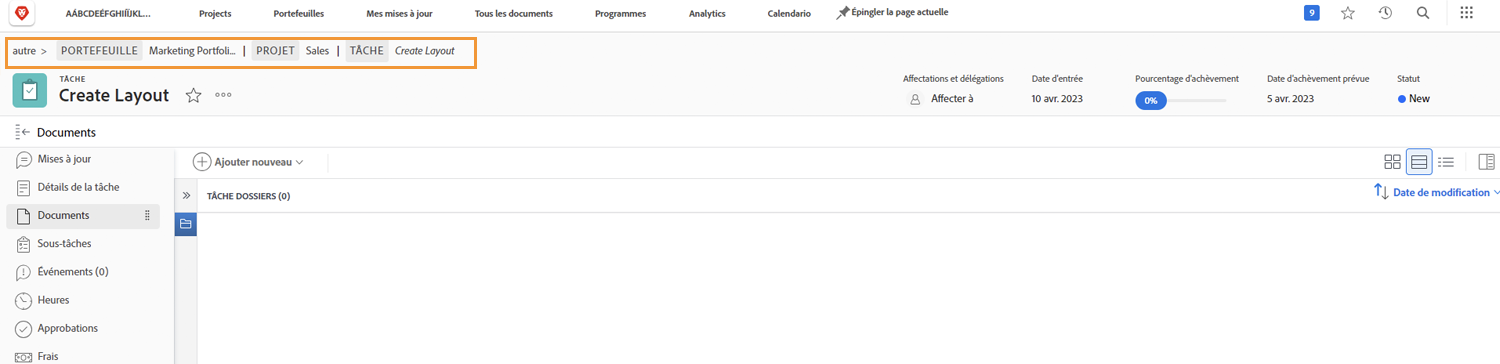 AÁBCDEÉFGHIÍÏJKL... Projects Portefeuilles Mes mises à jour Tous les documents Programmes Analytics Calendario Épingler la page actuelle 9
autre > PORTEFEUILLE Marketing Portfoli... | PROJET Sales | TÂCHE Create Layout
TÂCHE
Create Layout
Affectations et délégations
Affecter à
Date d'entrée
10 avr. 2023
Pourcentage d'achèvement
0%
Date d'achèvement prévue
5 avr. 2023
Statut
New
Documents
Mises à jour
Détails de la tâche
Documents
Sous-tâches
Événements (0)
Heures
Approbations
Frais
Ajouter nouveau
TÂCHE DOSSIERS (0)
Date de modification